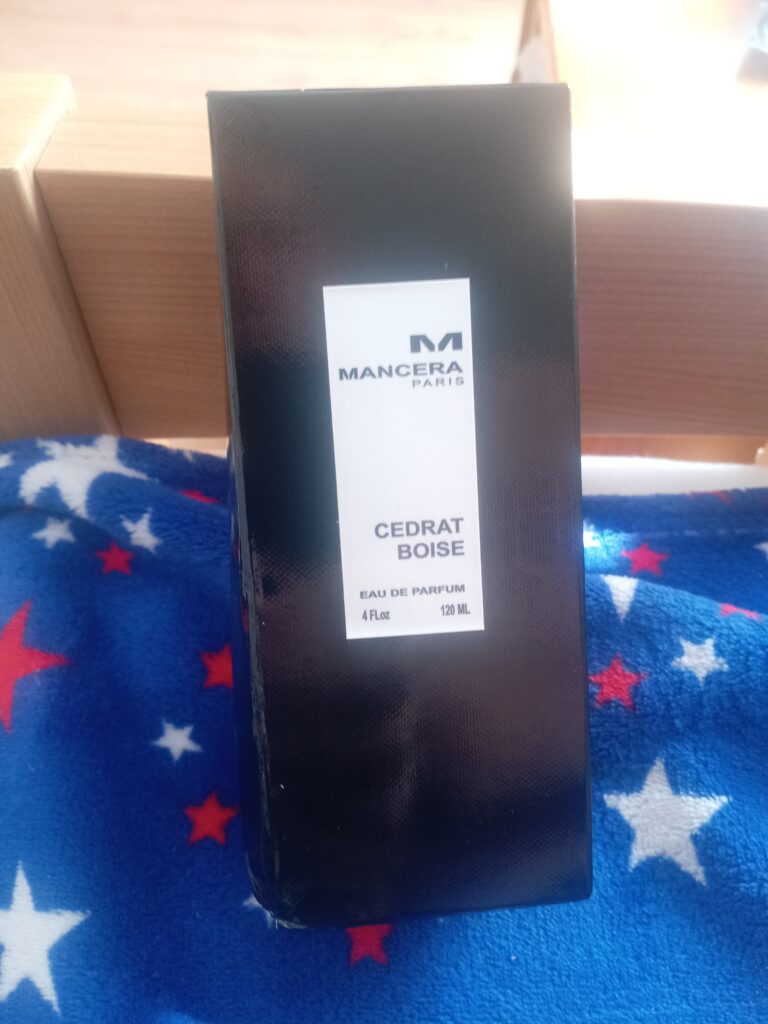 M
MANCERA
PARIS
CEDRAT
BOISE
EAU DE PARFUM
4 FLoz 120 ML